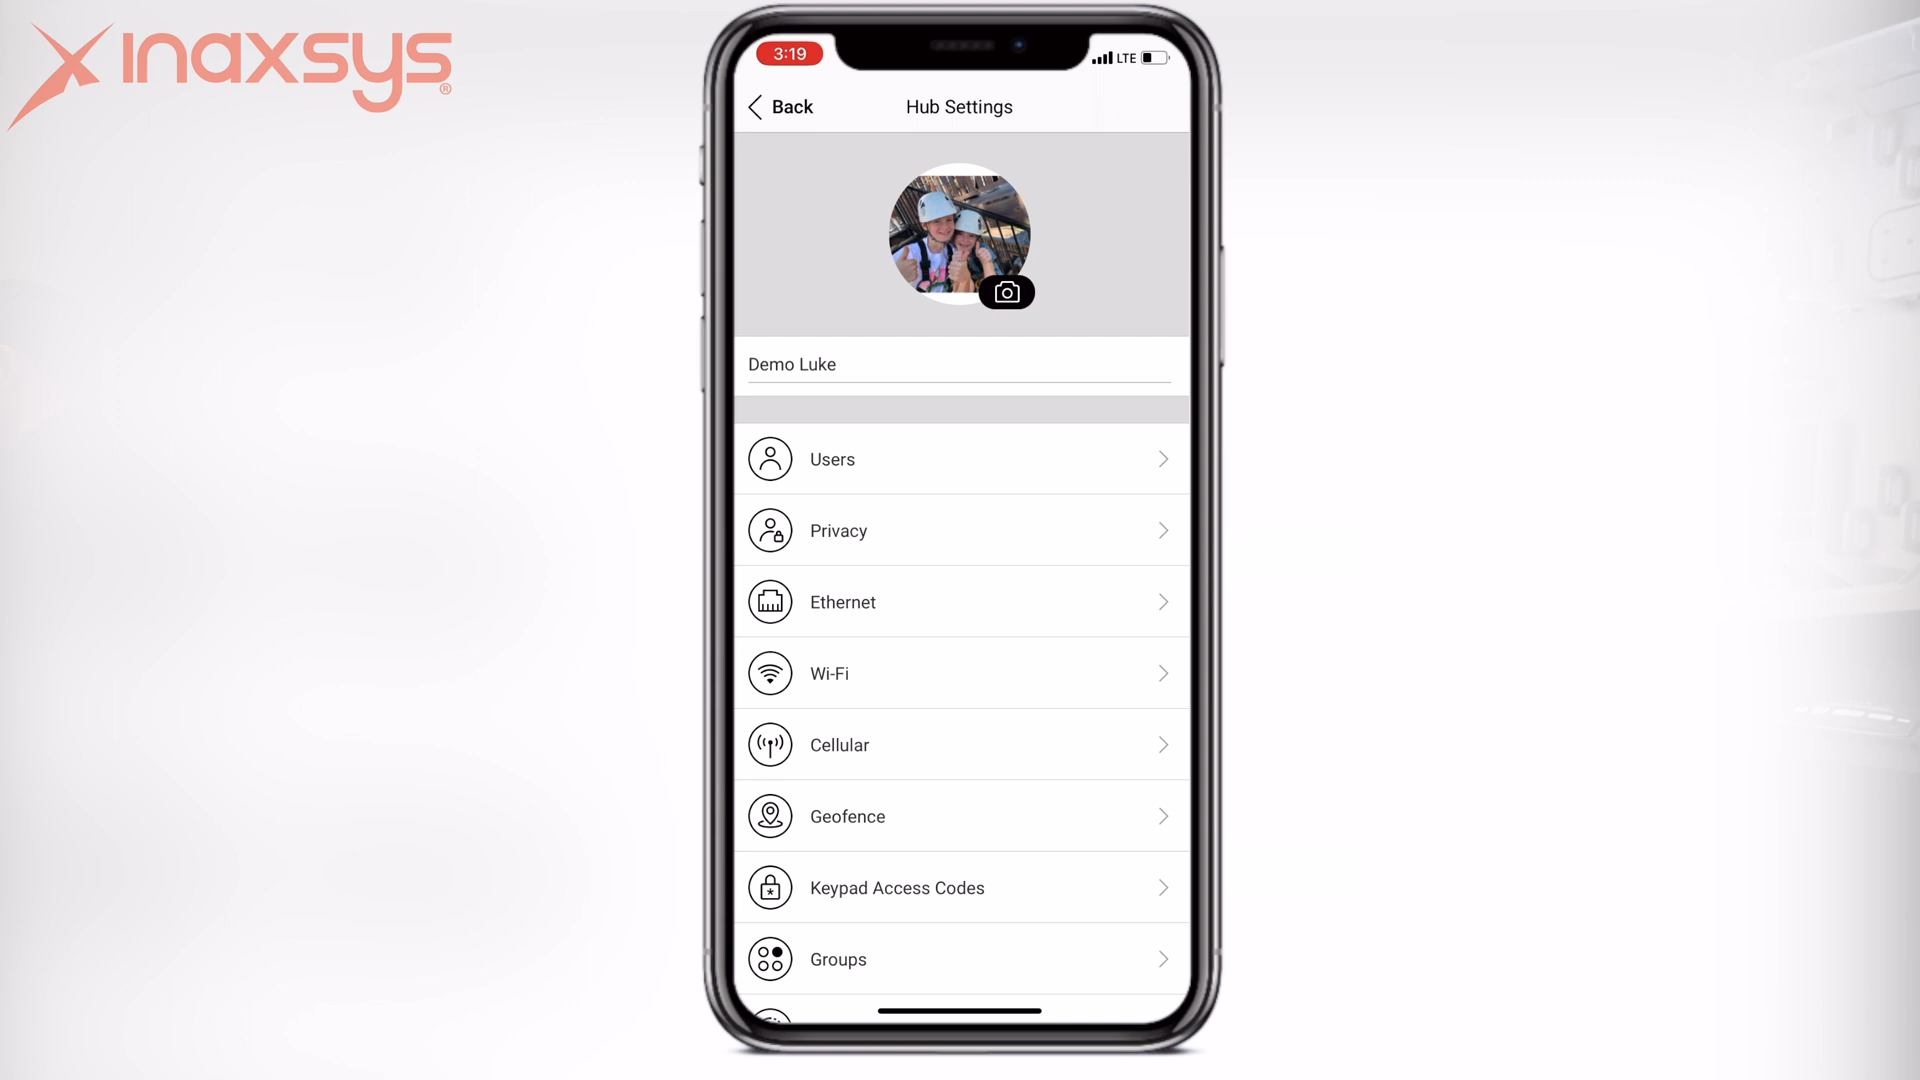 inaxsys®
3:19
LTE
Back
Hub Settings
Demo Luke
Users
Privacy
Ethernet
Wi-Fi
Cellular
Geofence
Keypad Access Codes
Groups